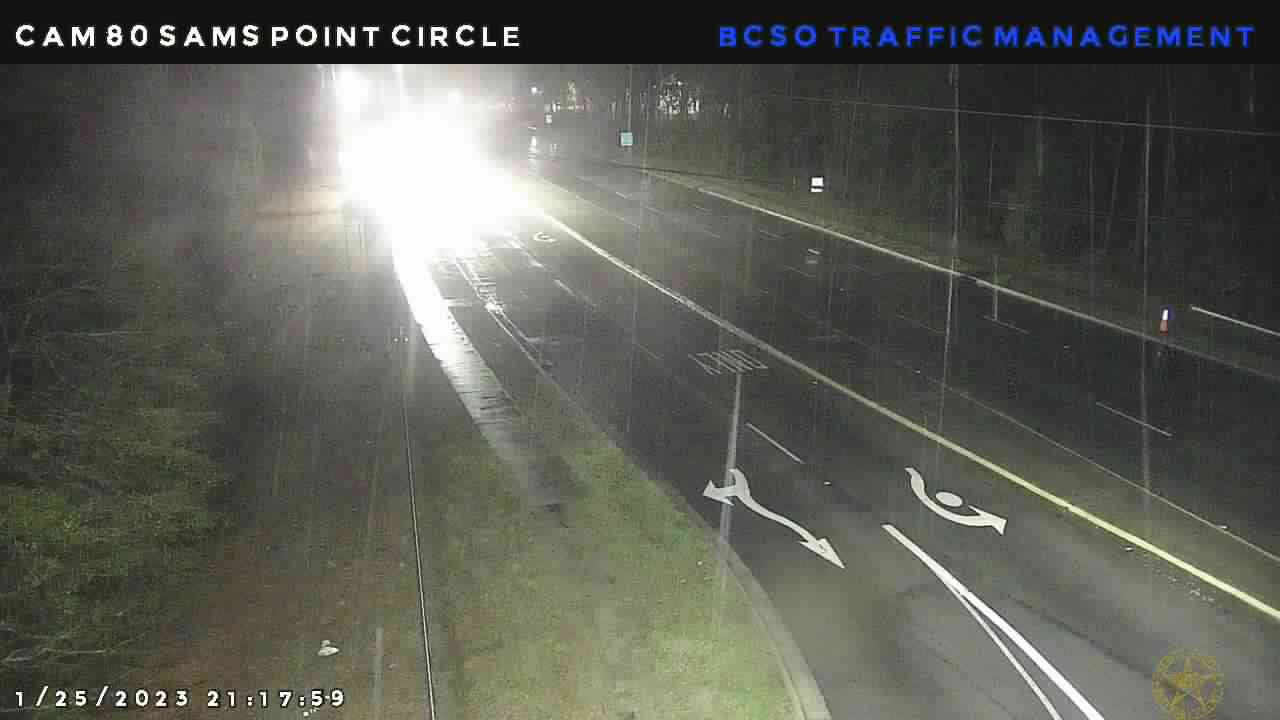 CAM 80 SAMS POINT CIRCLE
BCSO TRAFFIC MANAGEMENT
ONLY
1/25/2023 21:17:59